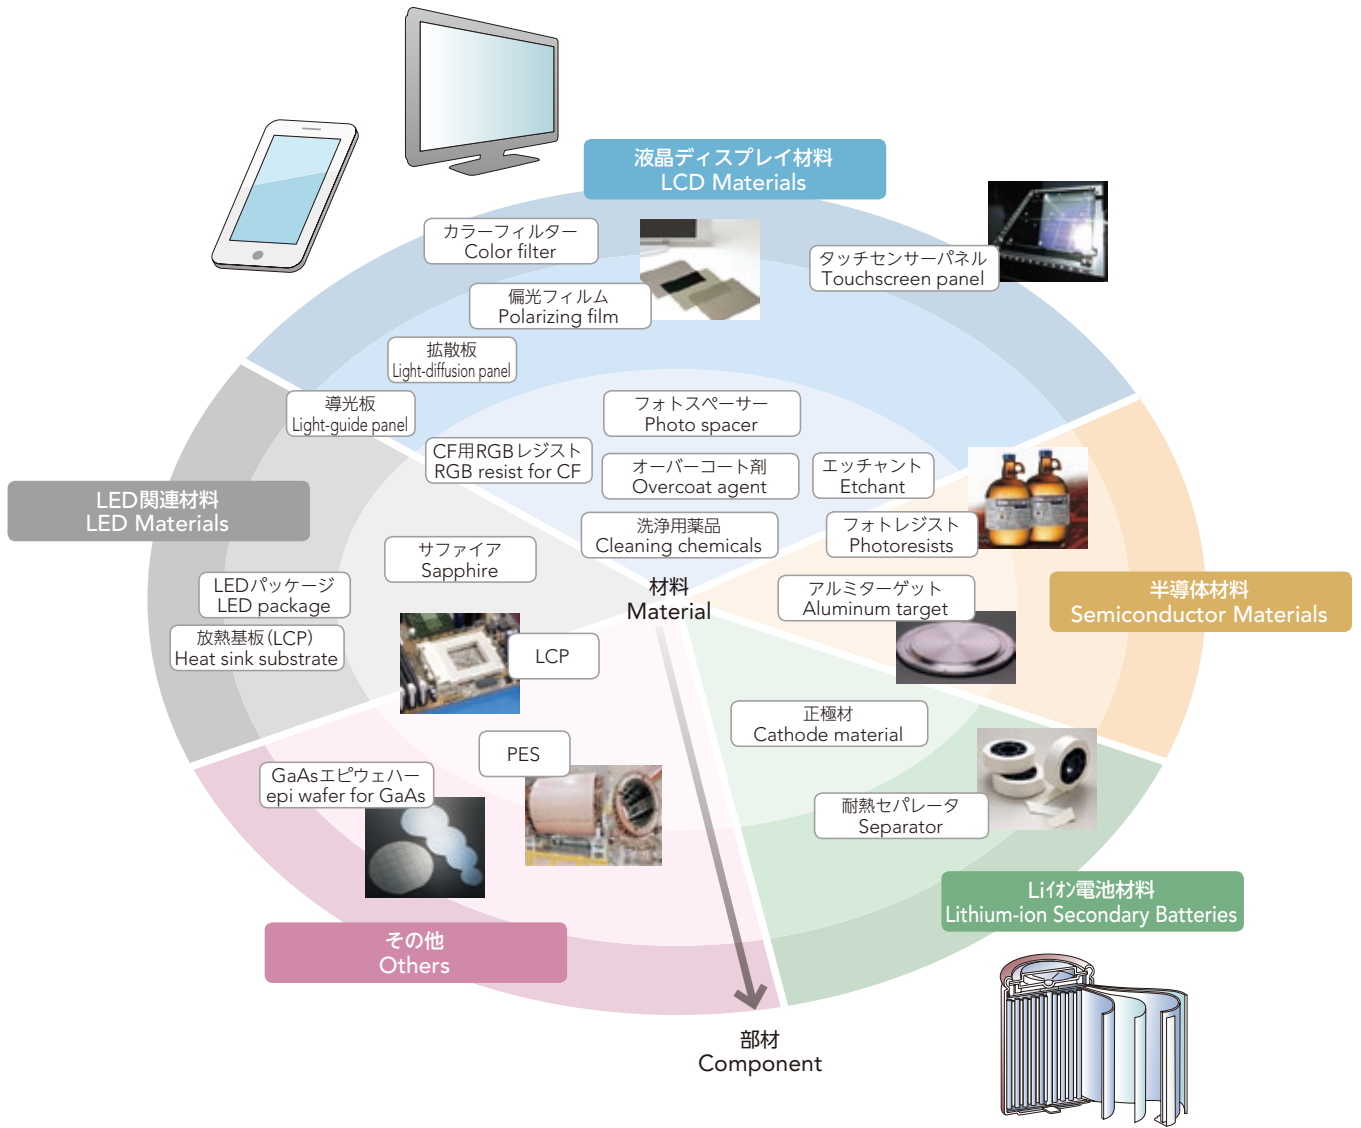 液晶ディスプレイ材料
LCD Materials
カラーフィルター
Color filter
タッチセンサーパネル
Touchscreen panel
偏光フィルム
Polarizing film
拡散板
Light-diffusion panel
導光板
Light-guide panel
フォトスペーサー
Photo spacer
CF用RGBレジスト
RGB resist for CF
オーバーコート剤
Overcoat agent
エッチャント
Etchant
LED関連材料
LED Materials
洗浄用薬品
Cleaning chemicals
フォトレジスト
Photoresists
サファイア
Sapphire
LEDパッケージ
LED package
材料
Material
アルミターゲット
Aluminum target
半導体材料
Semiconductor Materials
放熱基板(LCP)
Heat sink substrate
LCP
正極材
Cathode material
PES
GaAsエピウェハー
epi wafer for GaAs
耐熱セパレータ
Separator
Liイオン電池材料
Lithium-ion Secondary Batteries
その他
Others
部材
Component